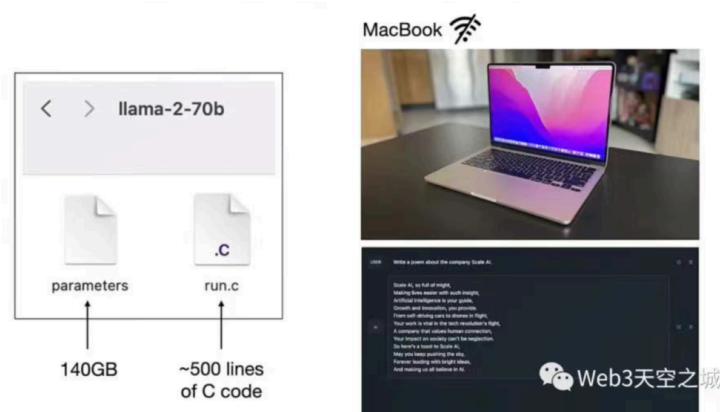 MacBook
llama-2-70b
.C
parameters
run.c
140GB
~500 lines
of C code
USER
Write a poem about the company Scale AI.
Scale AI, so full of might,
Making lives easier with such insight,
Artificial Intelligence is your guide,
Growth and innovation, you provide.
From self-driving cars to drones in flight,
Your work is vital in the tech revolution's flight,
A company that values human connection,
Your impact on society can't be neglection.
So here's a toast to Scale AI,
May you keep pushing the sky,
Forever leading with bright ideas,
And making us all believe in AI.
Web3天空之城